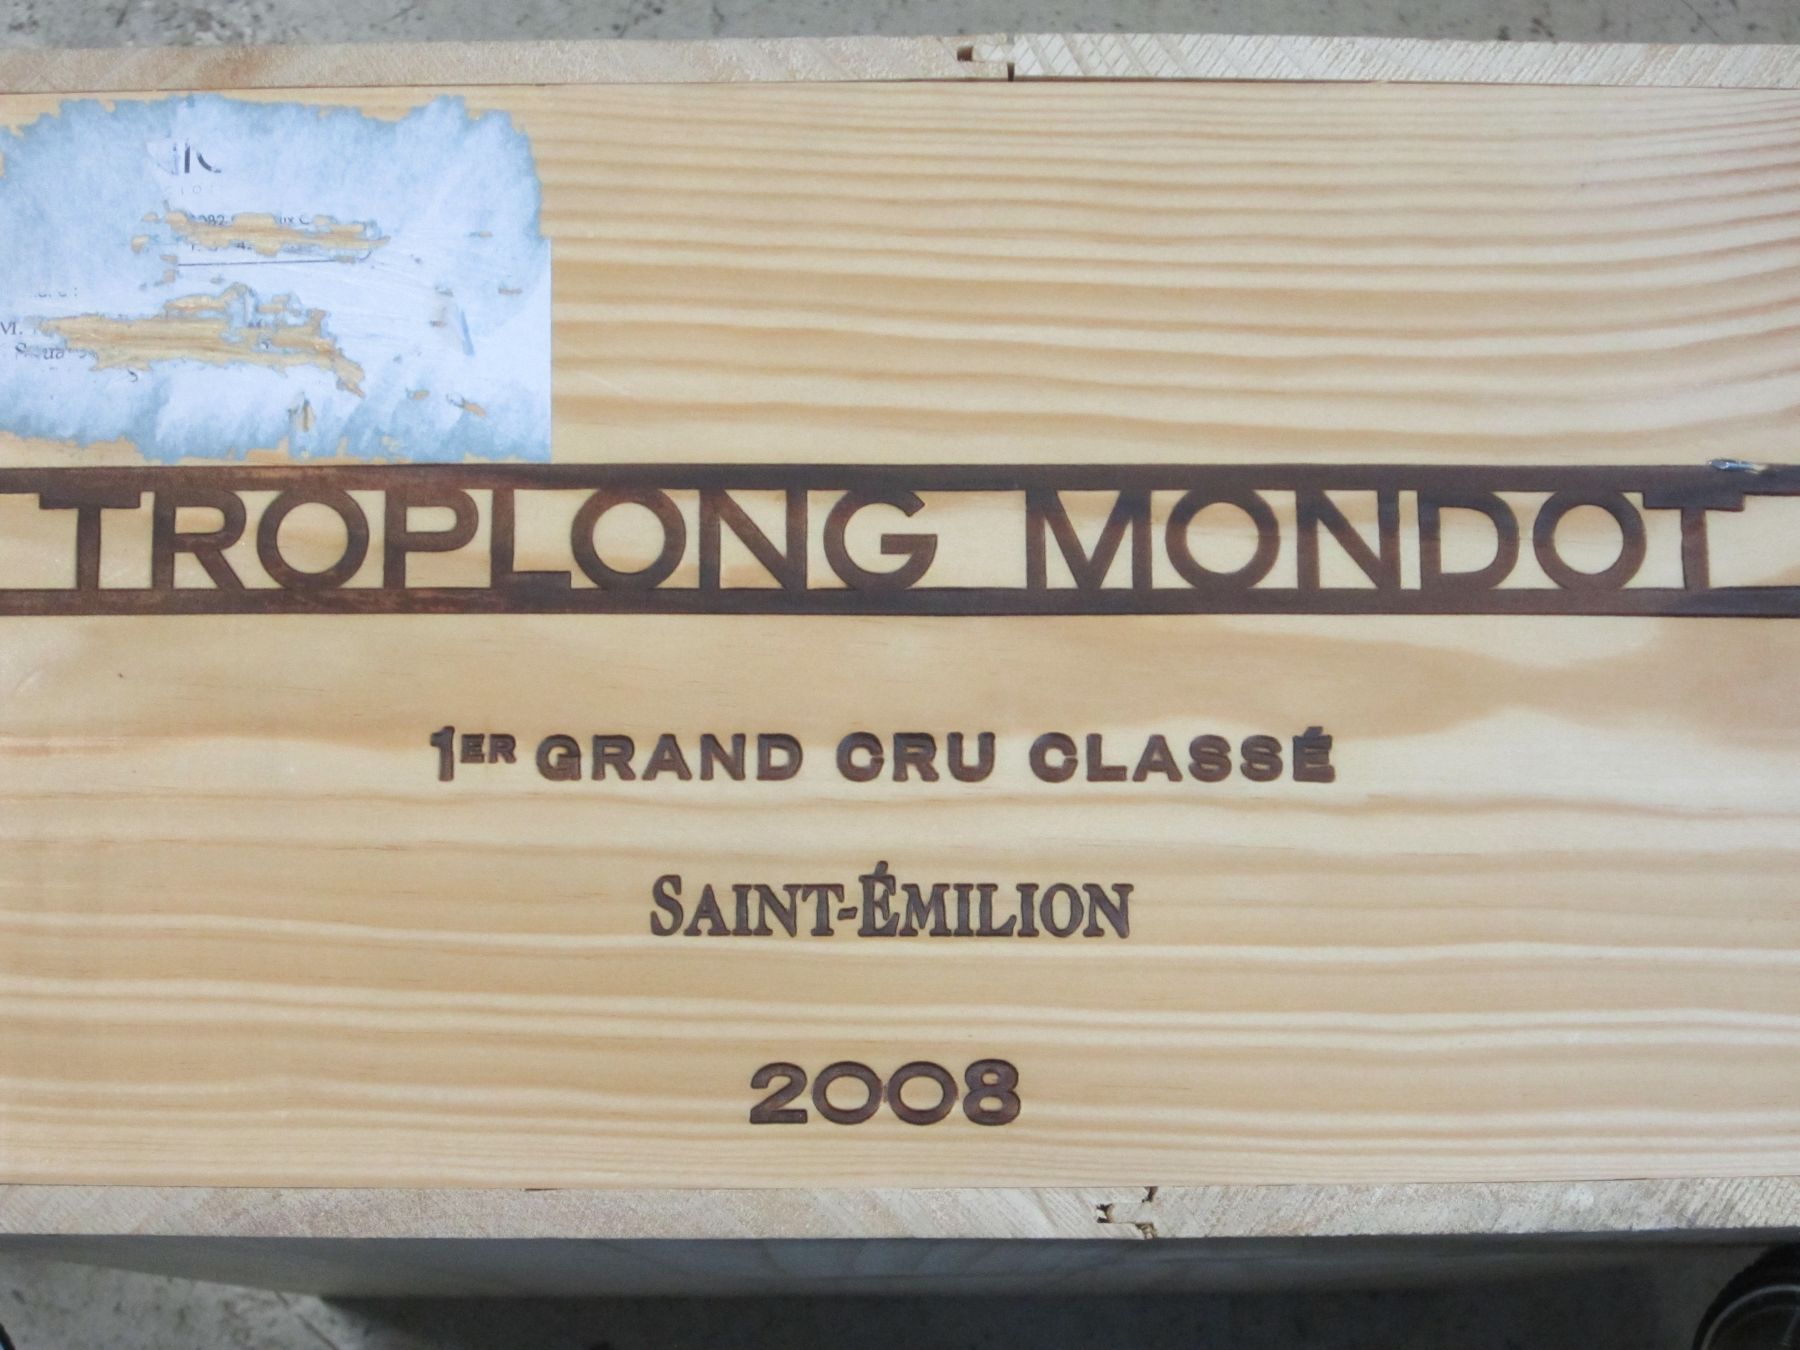 M.
TROPLONG MONDOT
1ER GRAND CRU CLASSÉ
SAINT-ÉMILION
2008